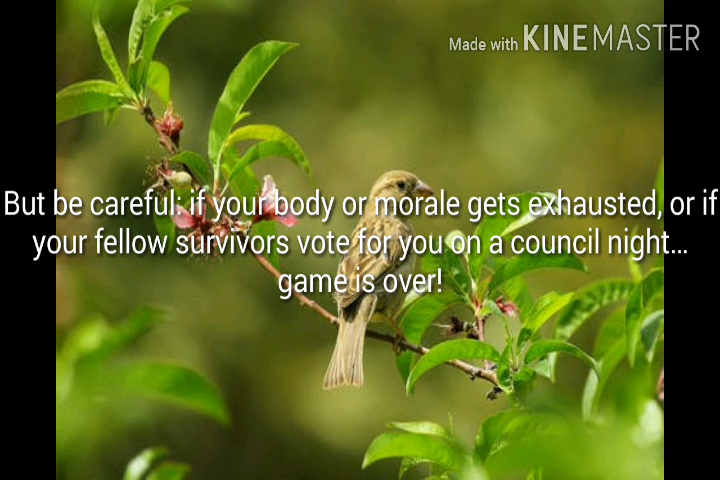 Made with KINEMASTER
But be careful: if your body or morale gets exhausted, or if
your fellow survivors vote for you on a council night...
game is over!